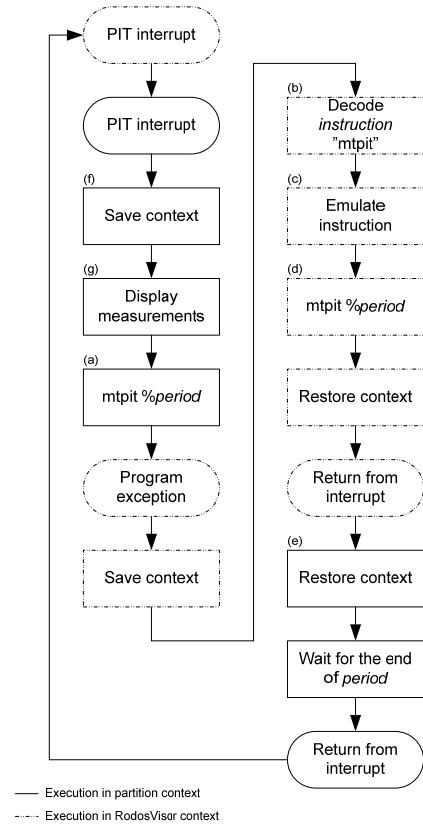 PIT interrupt
PIT interrupt
(f)
Save context
(g)
Display
measurements
(a)
mtpit %period
Program
exception
Save context
(b)
Decode
instruction
”mtpit”
(c)
Emulate
instruction
(d)
mtpit %period
Restore context
Return from
interrupt
(e)
Restore context
Wait for the end
of period
Return from
interrupt
Execution in partition context
Execution in RodosVisor context